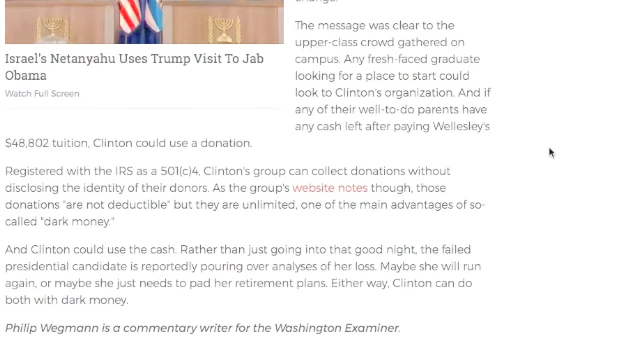 change.
The message was clear to the
upper-class crowd gathered on
campus. Any fresh-faced graduate
looking for a place to start could
look to Clinton's organization. And if
any of their well-to-do parents have
any cash left after paying Wellesley's
Israel's Netanyahu Uses Trump Visit To Jab
Obama
Watch Full Screen
$48,802 tuition, Clinton could use a donation.
Registered with the IRS as a 501(c)4, Clinton's group can collect donations without
disclosing the identity of their donors. As the group's website notes though, those
donations "are not deductible" but they are unlimited, one of the main advantages of so-
called "dark money."
And Clinton could use the cash. Rather than just going into that good night, the failed
presidential candidate is reportedly pouring over analyses of her loss. Maybe she will run
again, or maybe she just needs to pad her retirement plans. Either way, Clinton can do
both with dark money.
Philip Wegmann is a commentary writer for the Washington Examiner.